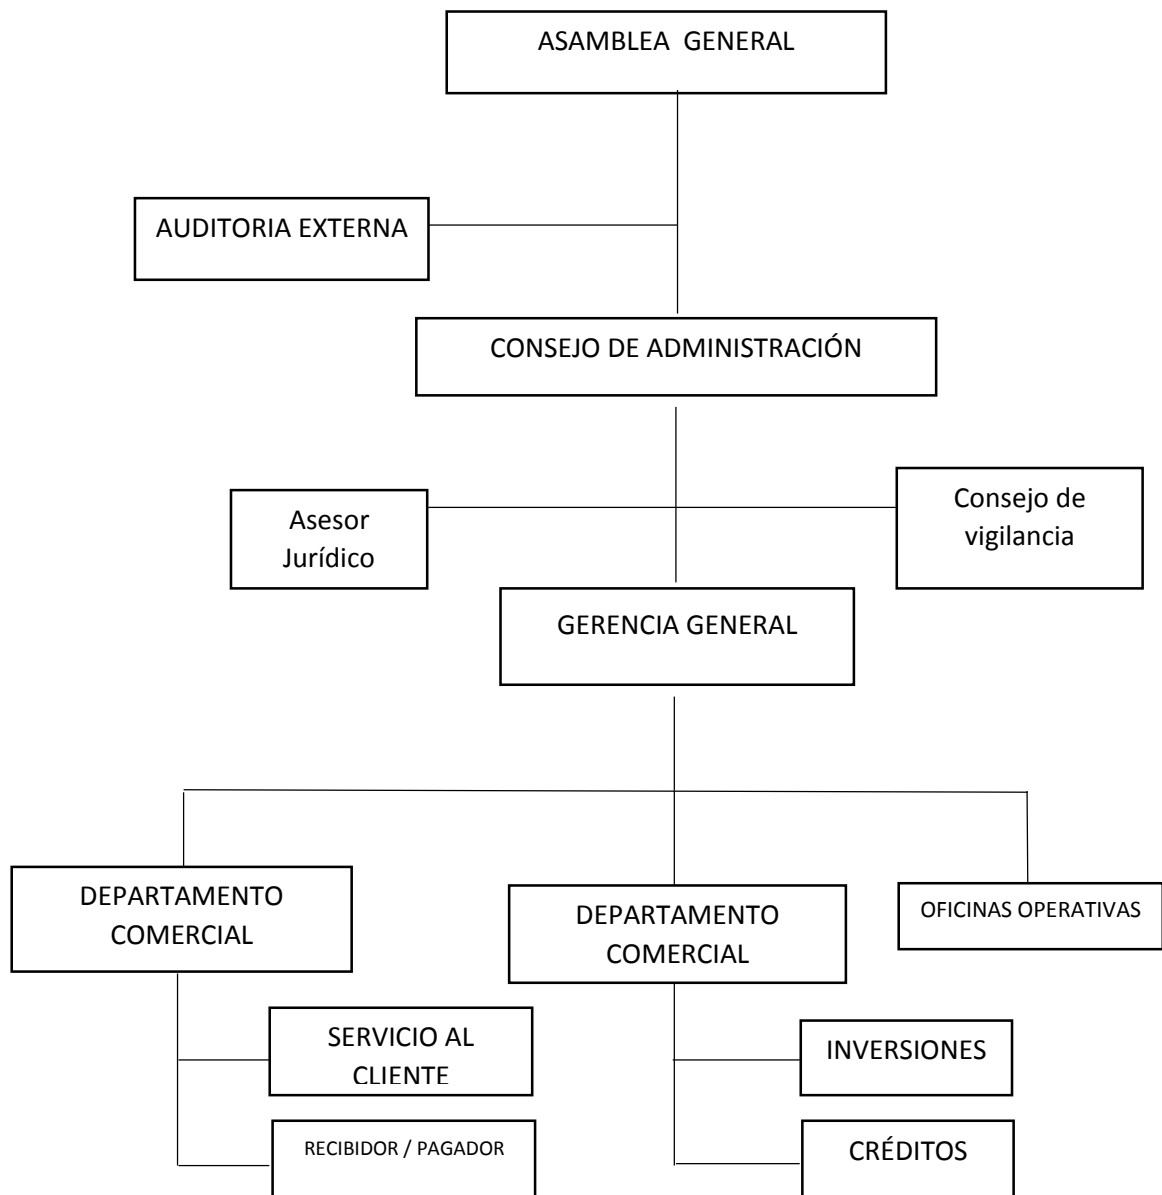 ASAMBLEA GENERAL
AUDITORIA EXTERNA
CONSEJO DE ADMINISTRACIÓN
Asesor
Jurídico
Consejo de
vigilancia
GERENCIA GENERAL
DEPARTAMENTO
COMERCIAL
DEPARTAMENTO
COMERCIAL
OFICINAS OPERATIVAS
SERVICIO AL
CLIENTE
INVERSIONES
RECIBIDOR / PAGADOR
CRÉDITOS